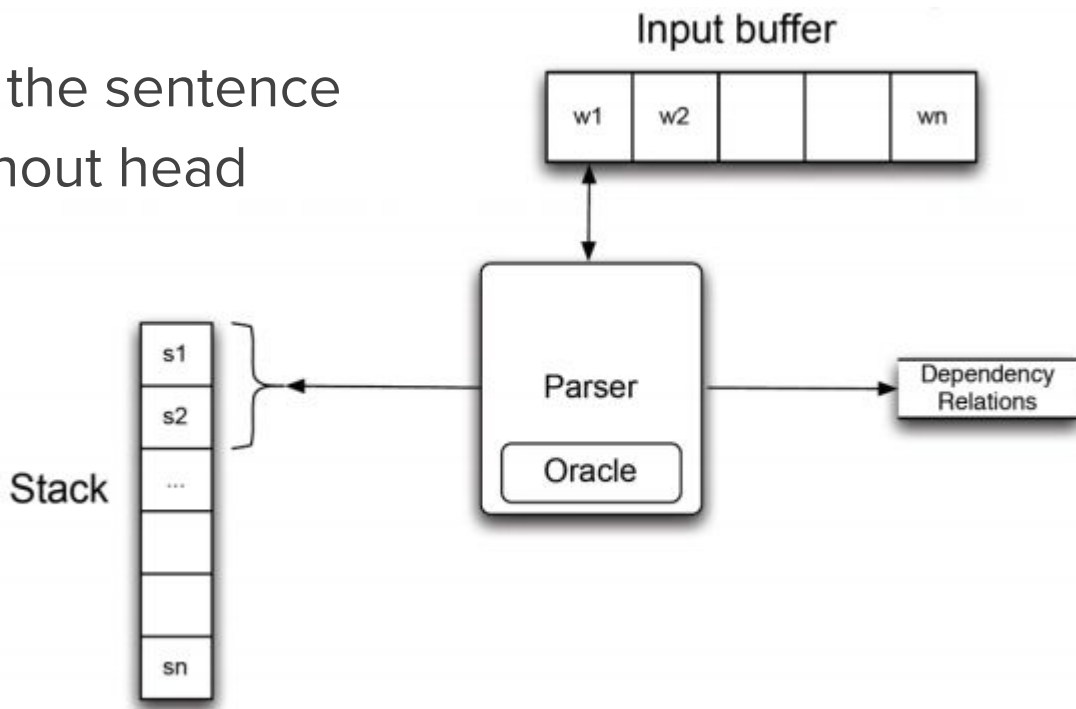 Input buffer
the sentence
hout head
w1 w2 wn
s1
s2
...
sn
Stack
Parser
Oracle
Dependency
Relations